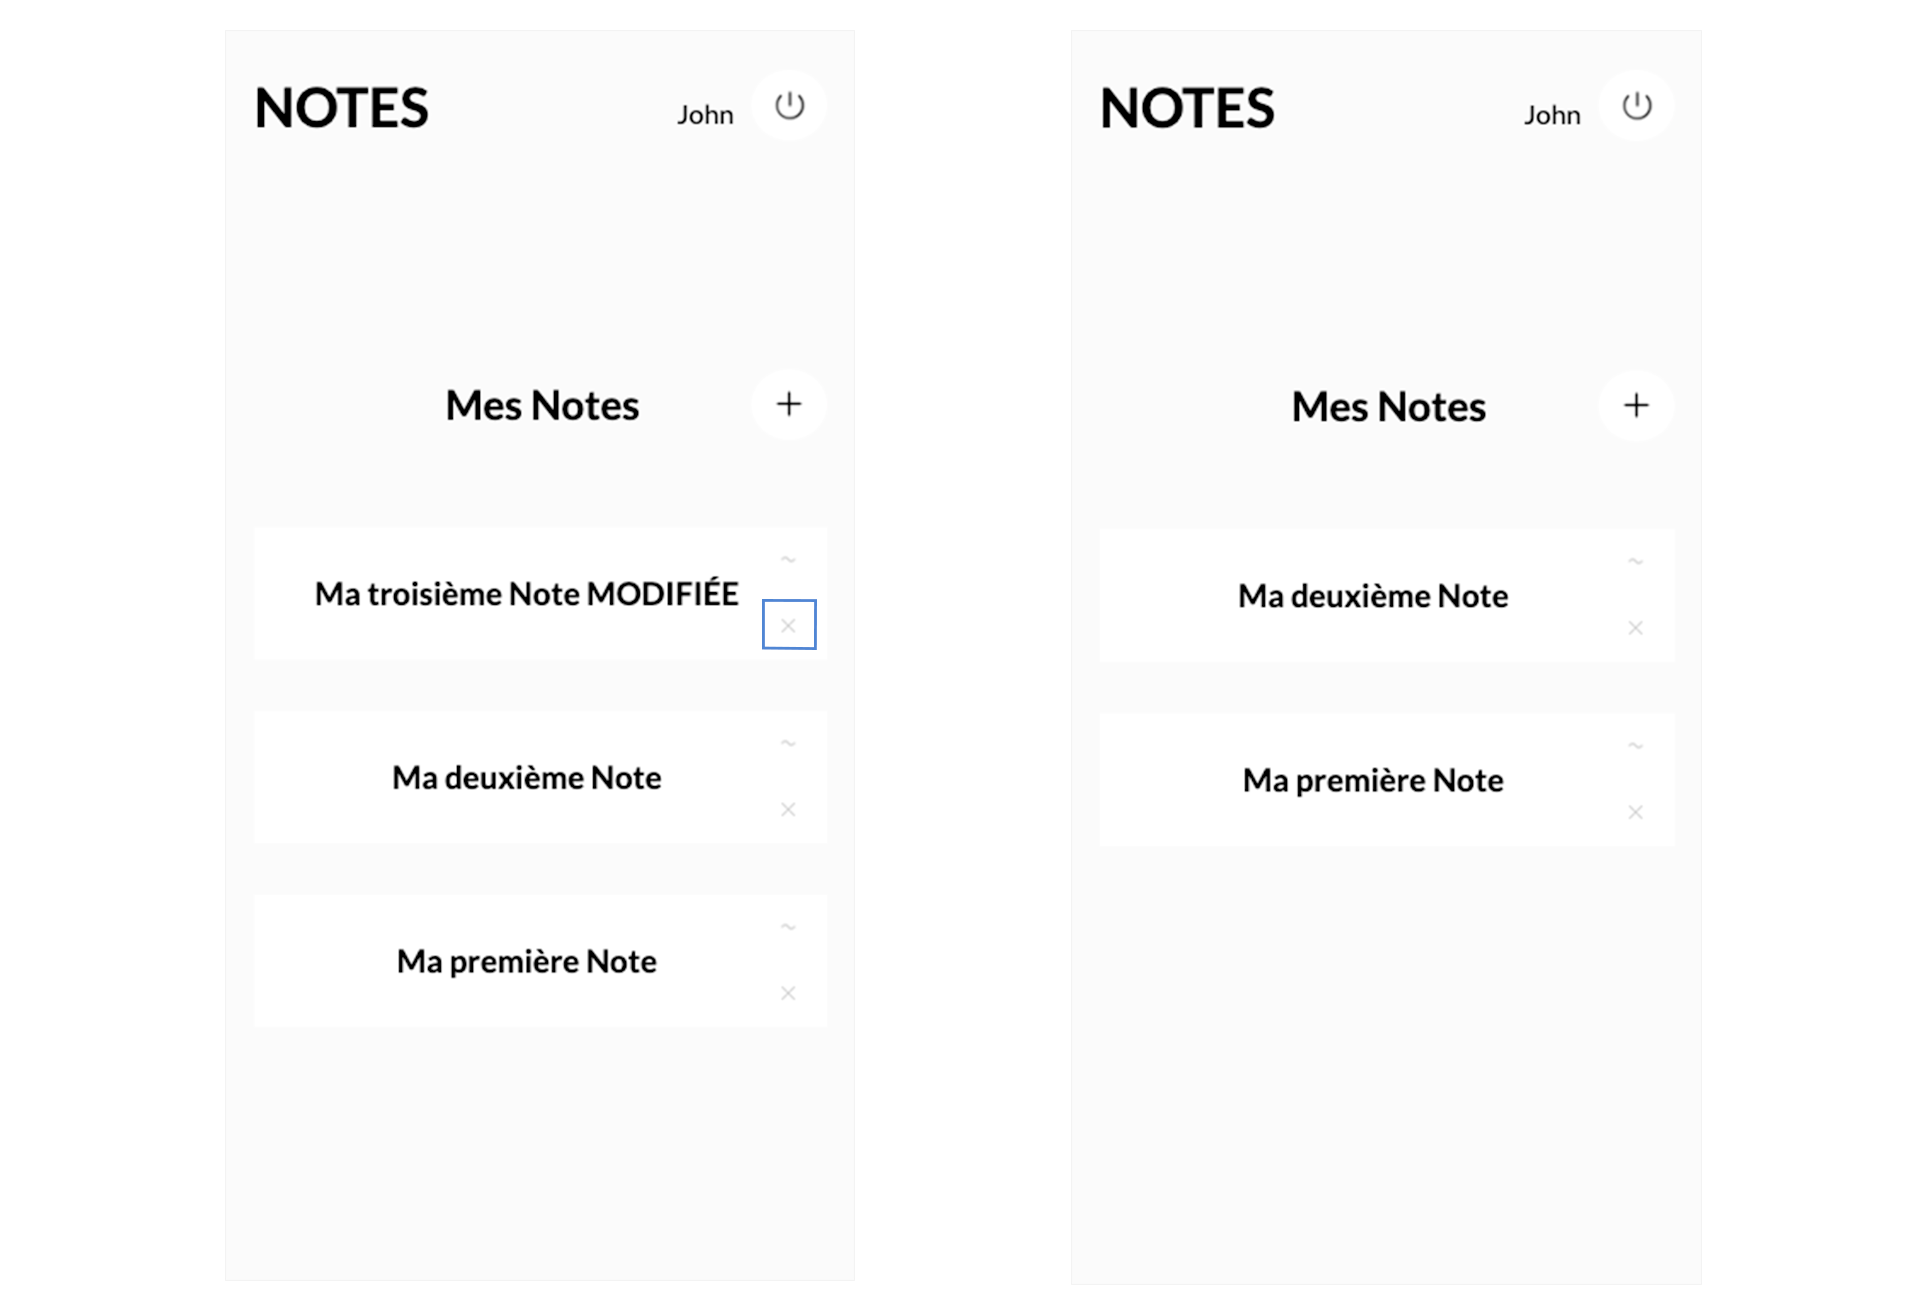 NOTES
John
Mes Notes
+
Ma troisième Note MODIFIÉE
~
×
Ma deuxième Note
~
×
Ma première Note
~
×
NOTES
John
Mes Notes
+
Ma deuxième Note
~
×
Ma première Note
~
×